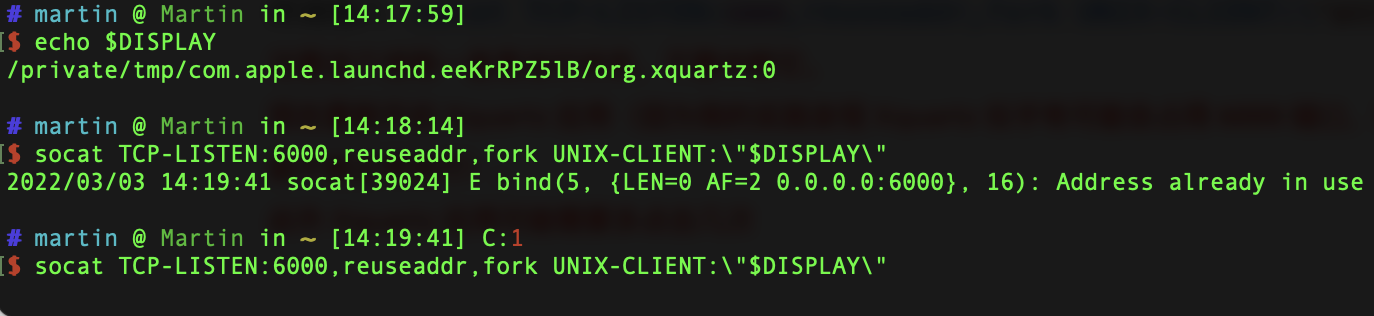 # martin @ Martin in ~ [14:17:59]
[$ echo $DISPLAY
/private/tmp/com.apple.launchd.eeKrRPZ5lB/org.xquartz:0
# martin @ Martin in ~ [14:18:14]
[$ socat TCP-LISTEN:6000,reuseaddr,fork UNIX-CLIENT:\"$DISPLAY\"
2022/03/03 14:19:41 socat[39024] E bind(5, {LEN=0 AF=2 0.0.0.0:6000}, 16): Address already in use
# martin @ Martin in ~ [14:19:41] C:1
[$ socat TCP-LISTEN:6000,reuseaddr,fork UNIX-CLIENT:\"$DISPLAY\"